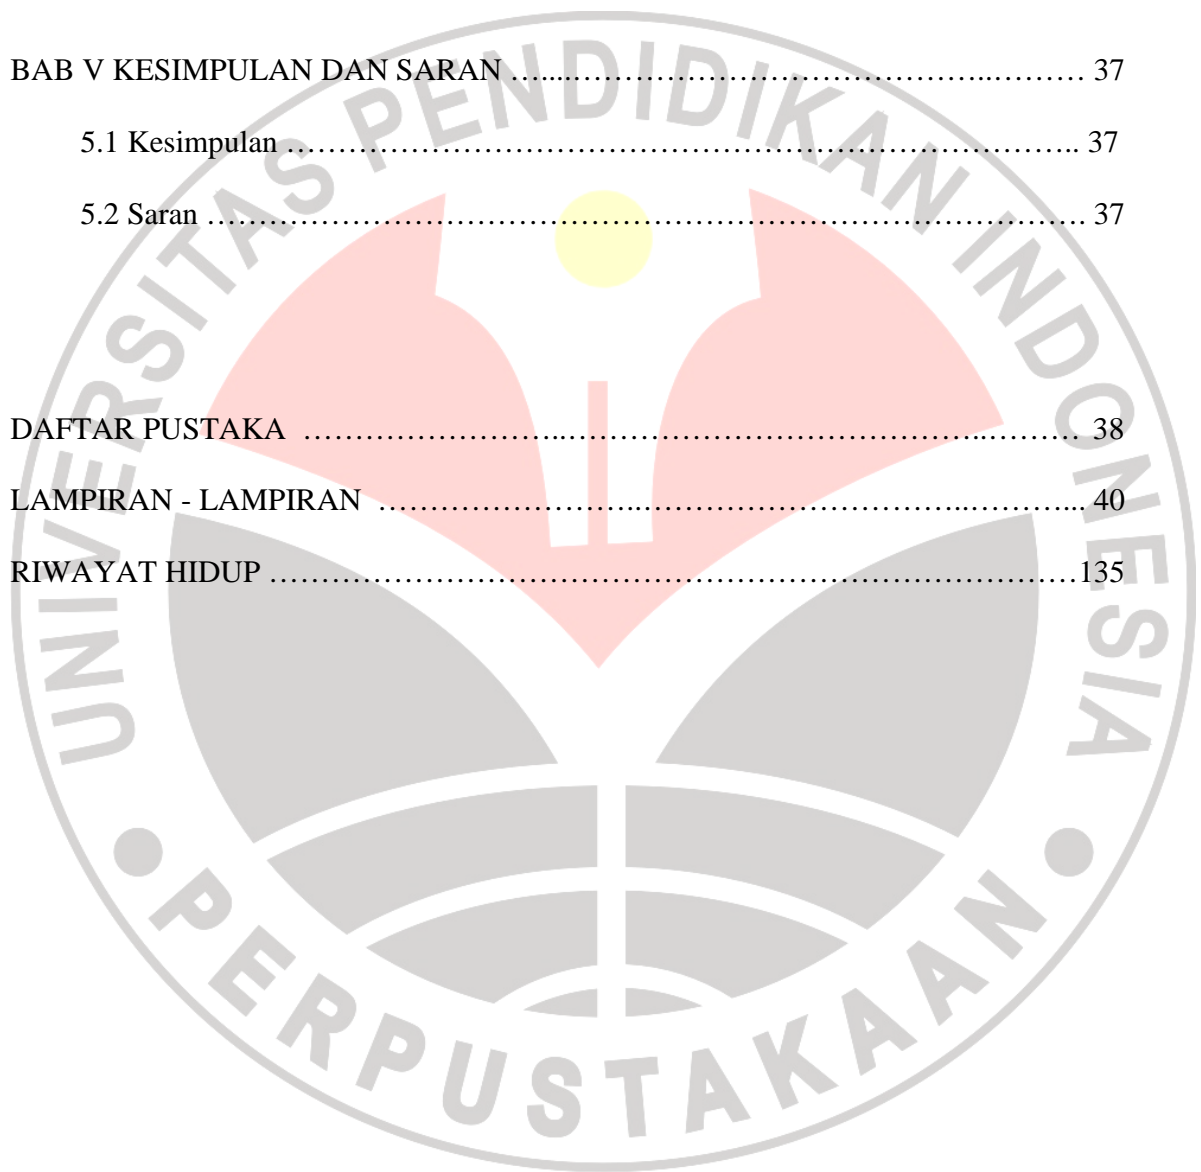 BAB V KESIMPULAN DAN SARAN …...……………………………………..……… 37
5.1 Kesimpulan ………………………………………………………………….. 37
5.2 Saran …………………………………………………………………………. 37
DAFTAR PUSTAKA ……………………..…………………………………..……… 38
LAMPIRAN - LAMPIRAN ……………………..…………………………..………... 40
RIWAYAT HIDUP ……………………………………………………………………135
UNIVERSITAS PENDIDIKAN INDONESIA
PERPUSTAKAAN